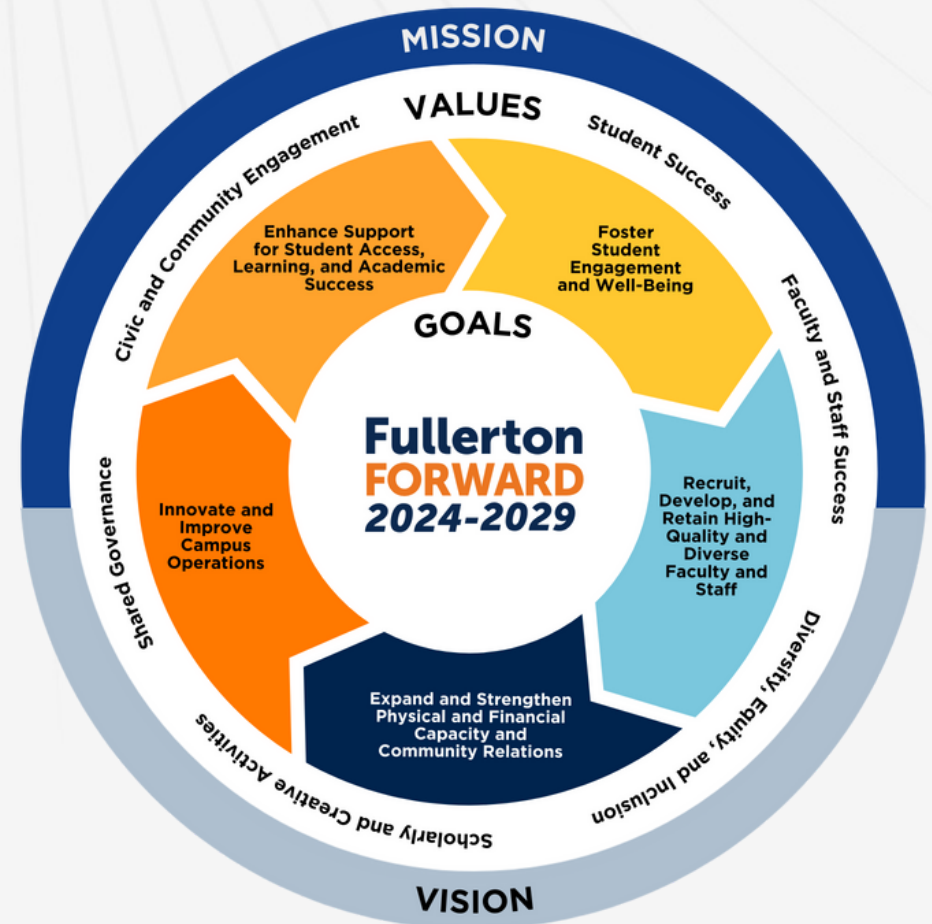 MISSION
VALUES
Civic and Community Engagement
Student Success
Faculty and Staff Success
Diversity, Equity, and Inclusion
Scholarly and Creative Activities
Shared Governance
Enhance Support
for Student Access,
Learning, and Academic
Success
Foster
Student
Engagement
and Well-Being
Recruit,
Develop, and
Retain High-
Quality and
Diverse
Faculty and
Staff
Expand and Strengthen
Physical and Financial
Capacity and
Community Relations
Innovate and
Improve
Campus
Operations
GOALS
Fullerton
FORWARD
2024-2029
VISION